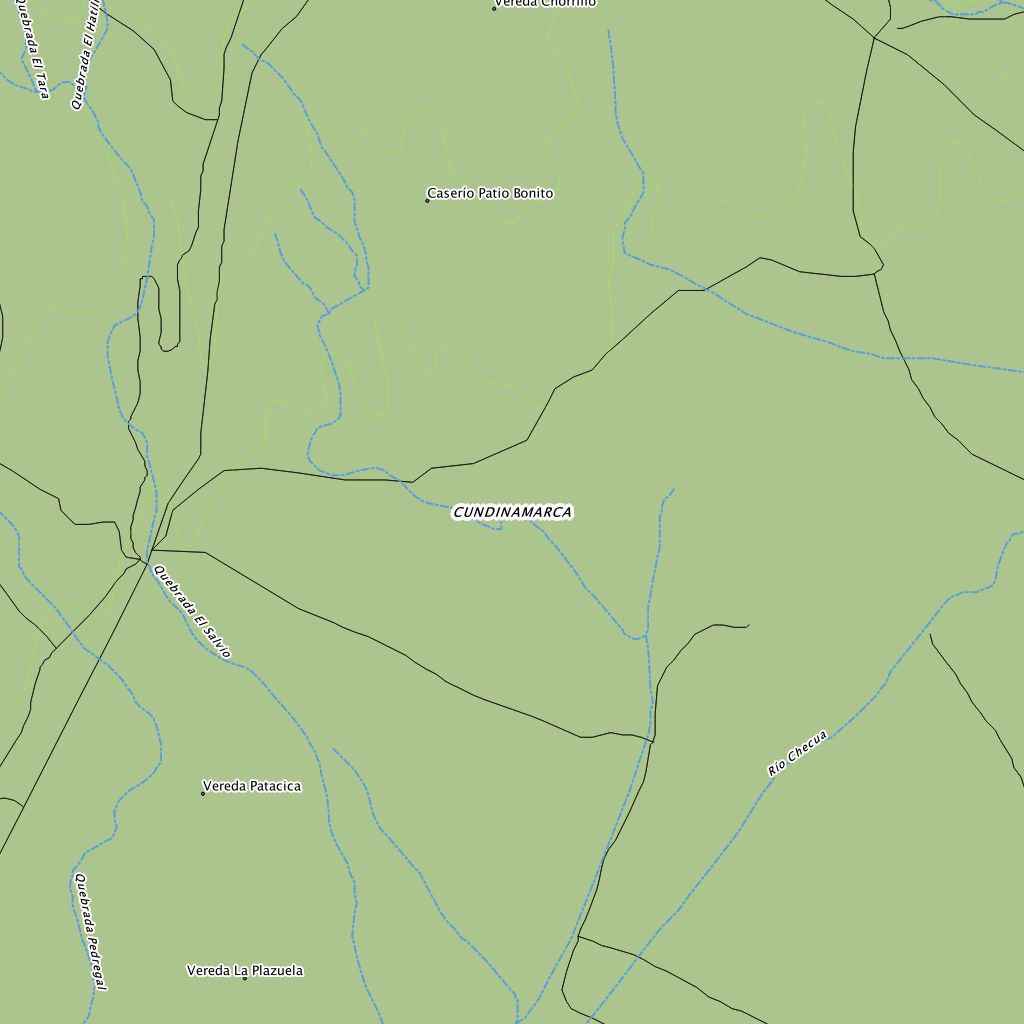 Vereda Chorrillo
Quebrada El Tara
Quebrada El Hatill
Caserío Patio Bonito
CUNDINAMARCA
Quebrada El Salvio
Río Checua
Vereda Patacica
Quebrada Pedregal
Vereda La Plazuela